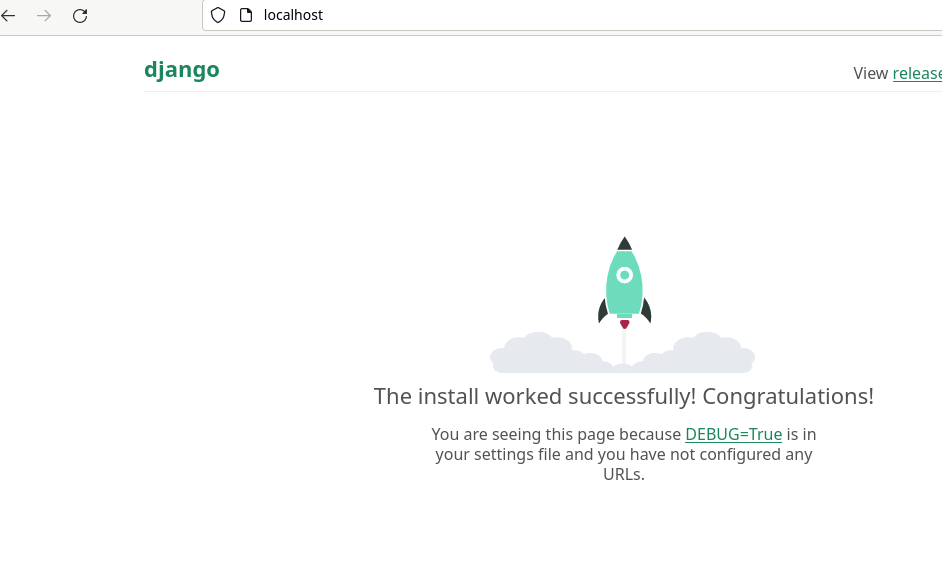 localhost
django
View release
The install worked successfully! Congratulations!
You are seeing this page because DEBUG=True is in
your settings file and you have not configured any
URLs.